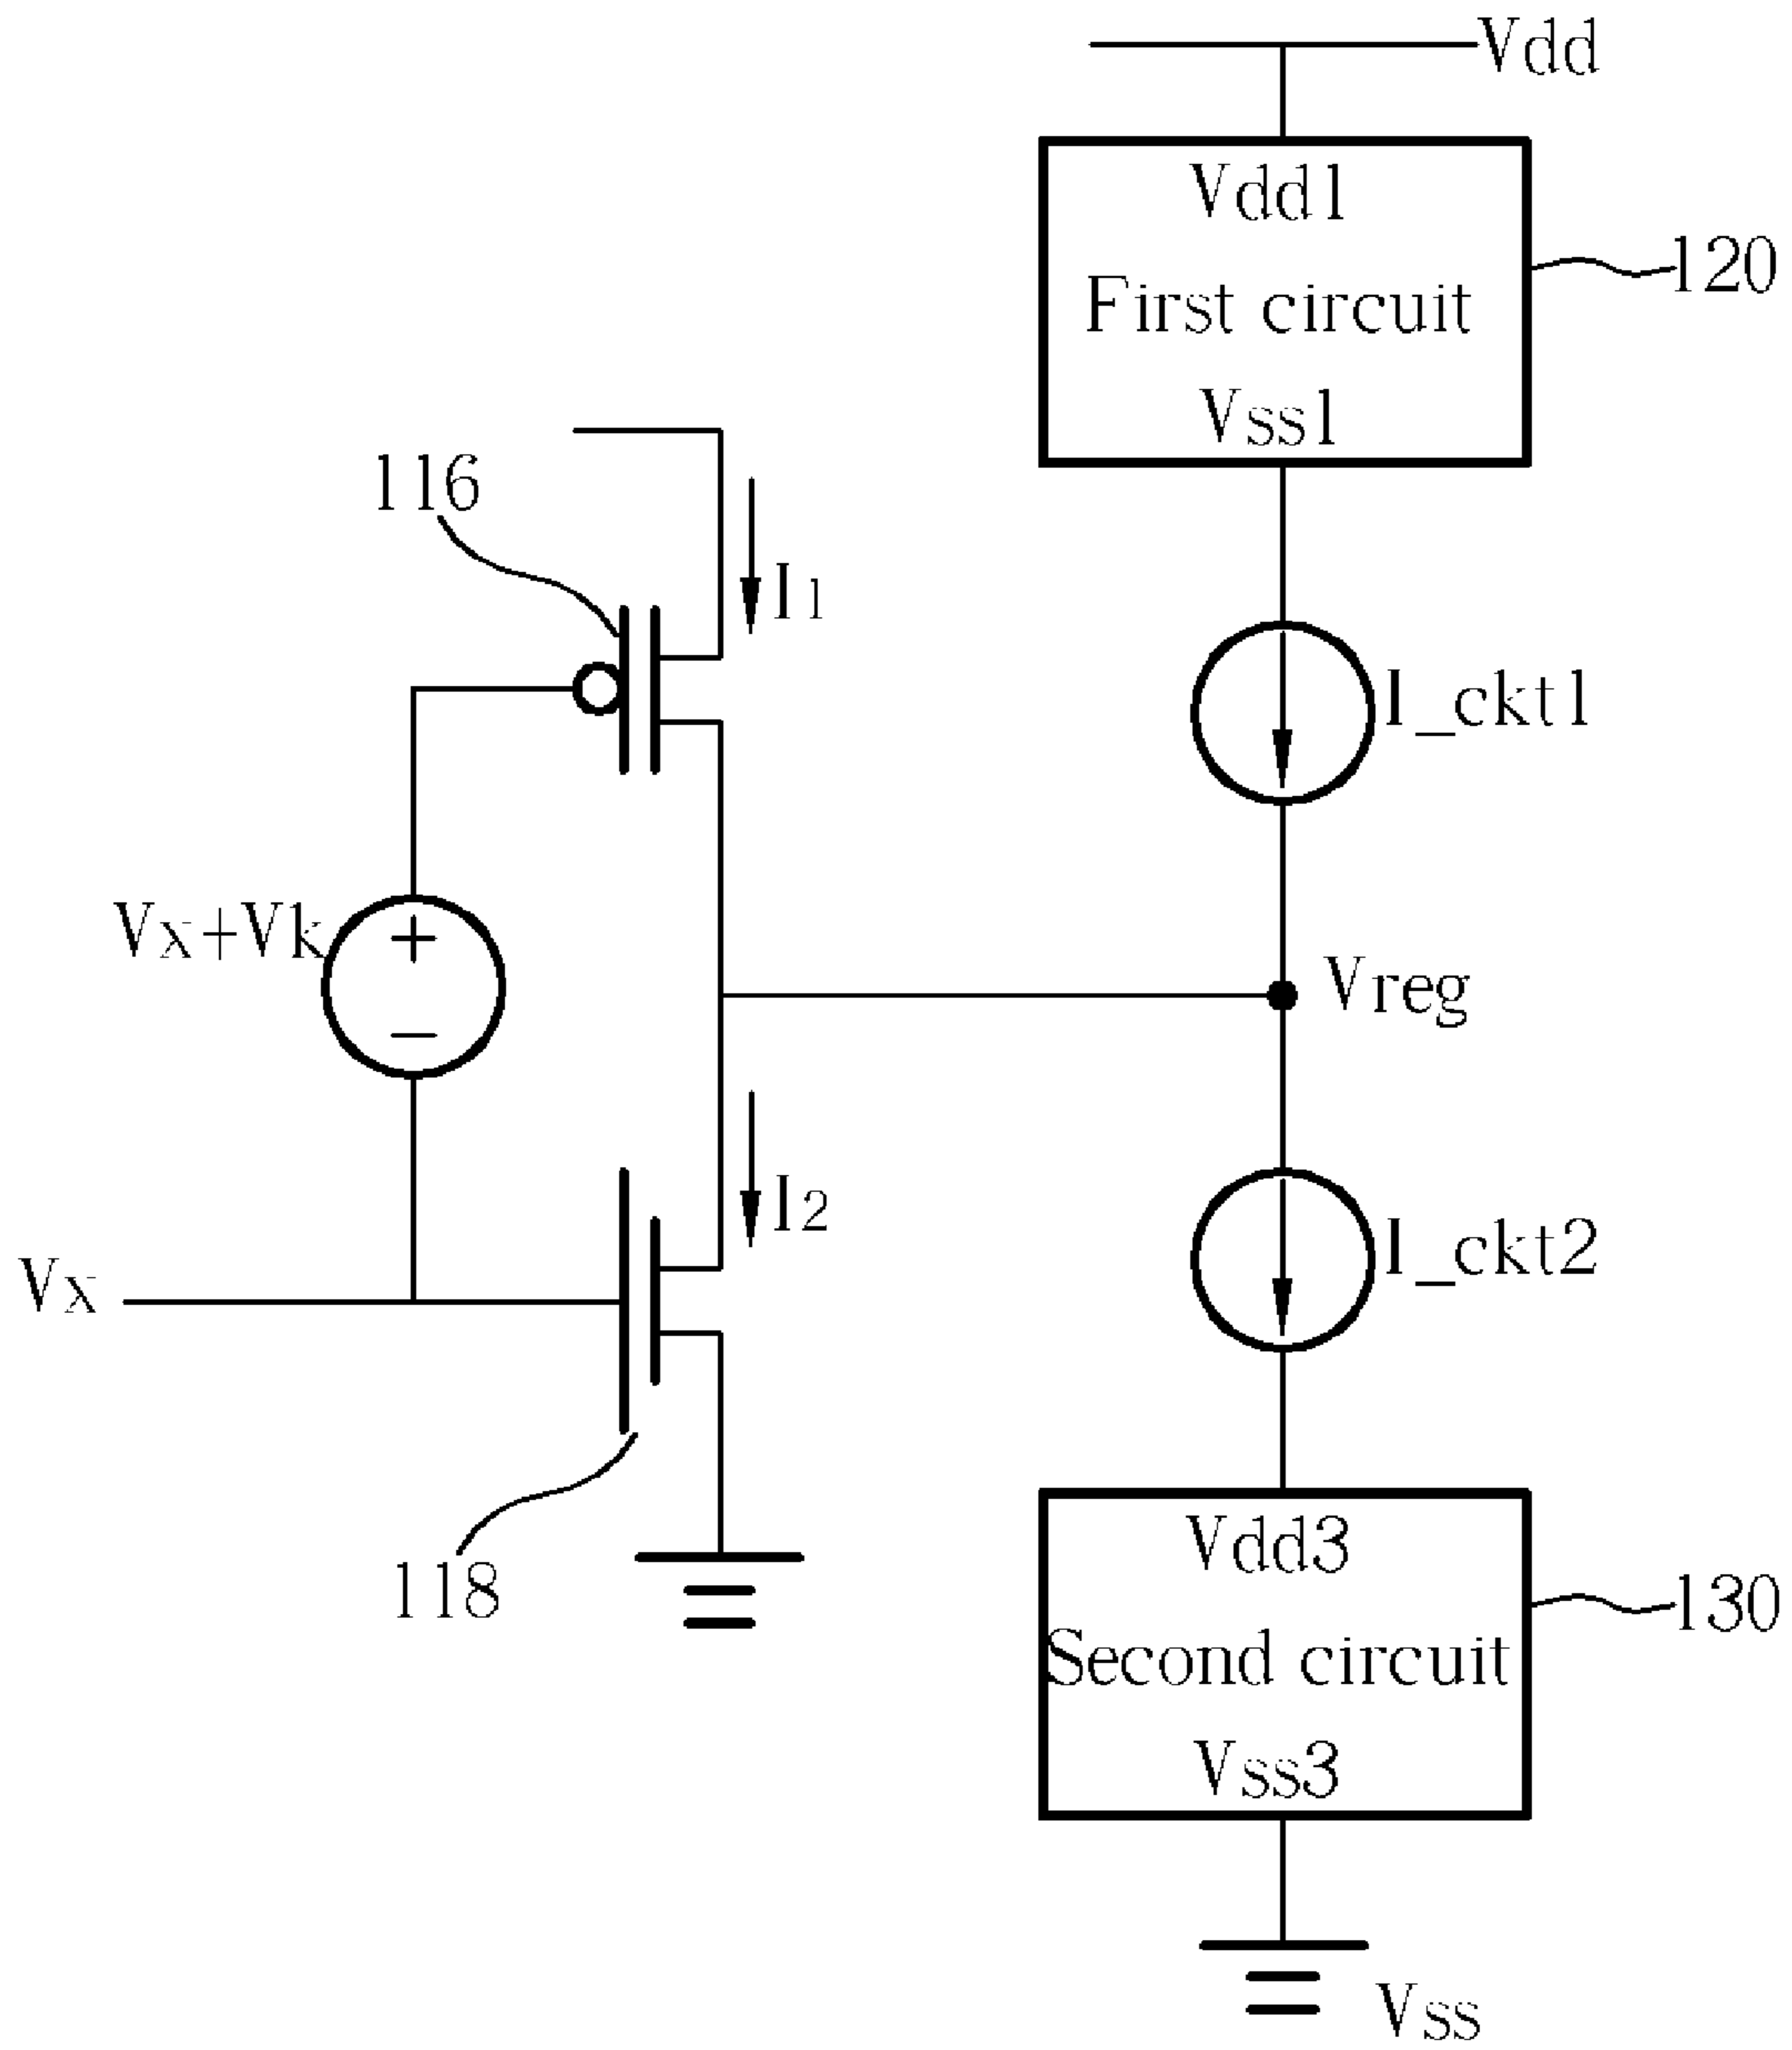 Vdd
Vdd1
First circuit
Vss1
120
116
I1
I_ckt1
Vx+Vk
+
−
Vreg
I2
I_ckt2
Vx
118
Vdd3
Second circuit
Vss3
130
Vss